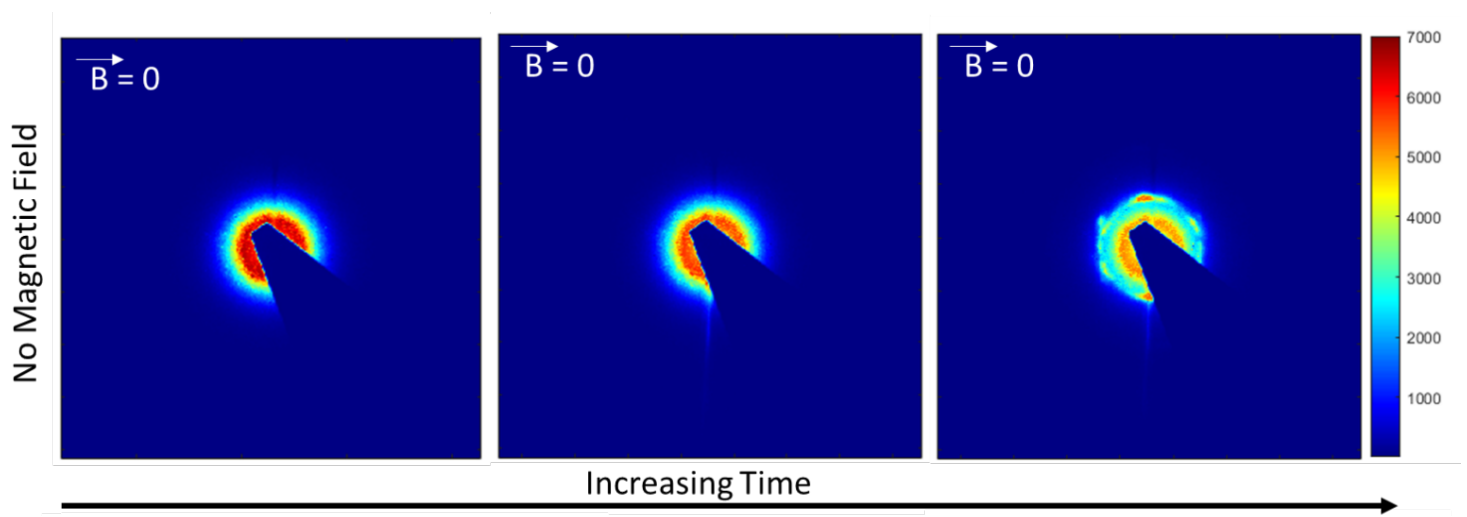 B = 0
B = 0
B = 0
No Magnetic Field
7000
6000
5000
4000
3000
2000
1000
Increasing Time